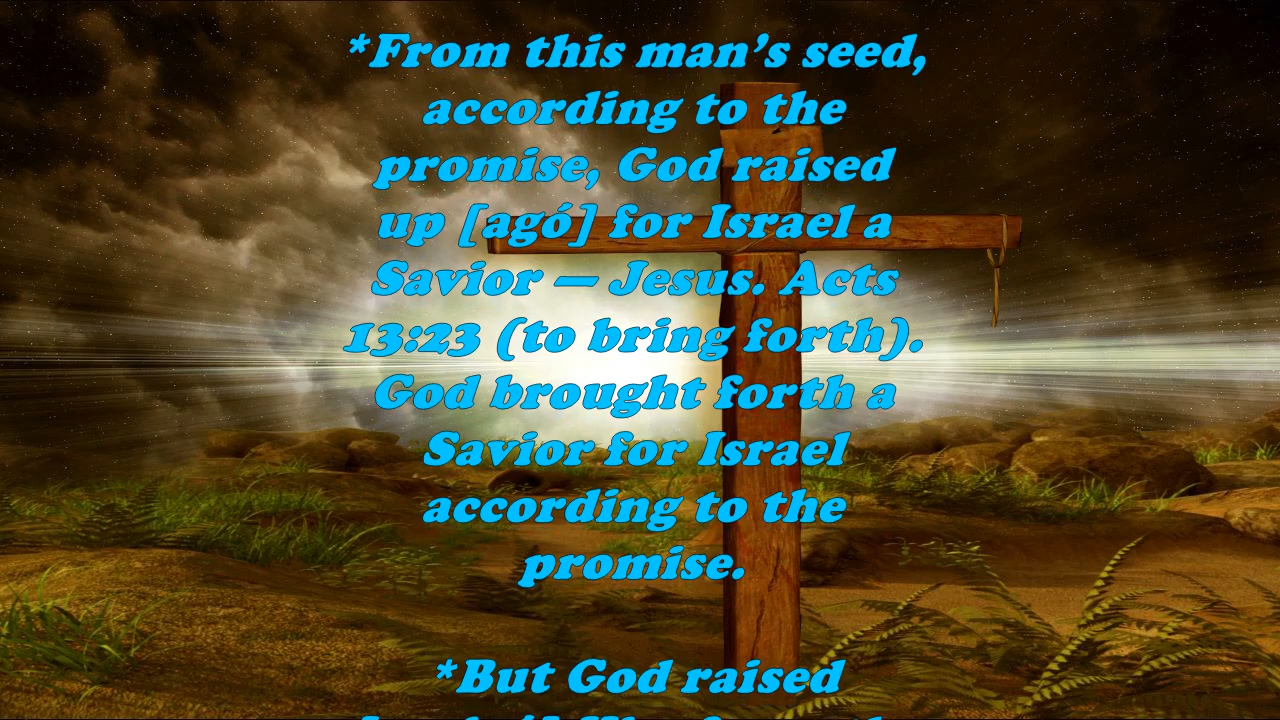 *From this man’s seed,
according to the
promise, God raised
up [agó] for Israel a
Savior — Jesus. Acts
13:23 (to bring forth).
God brought forth a
Savior for Israel
according to the
promise.
*But God raised